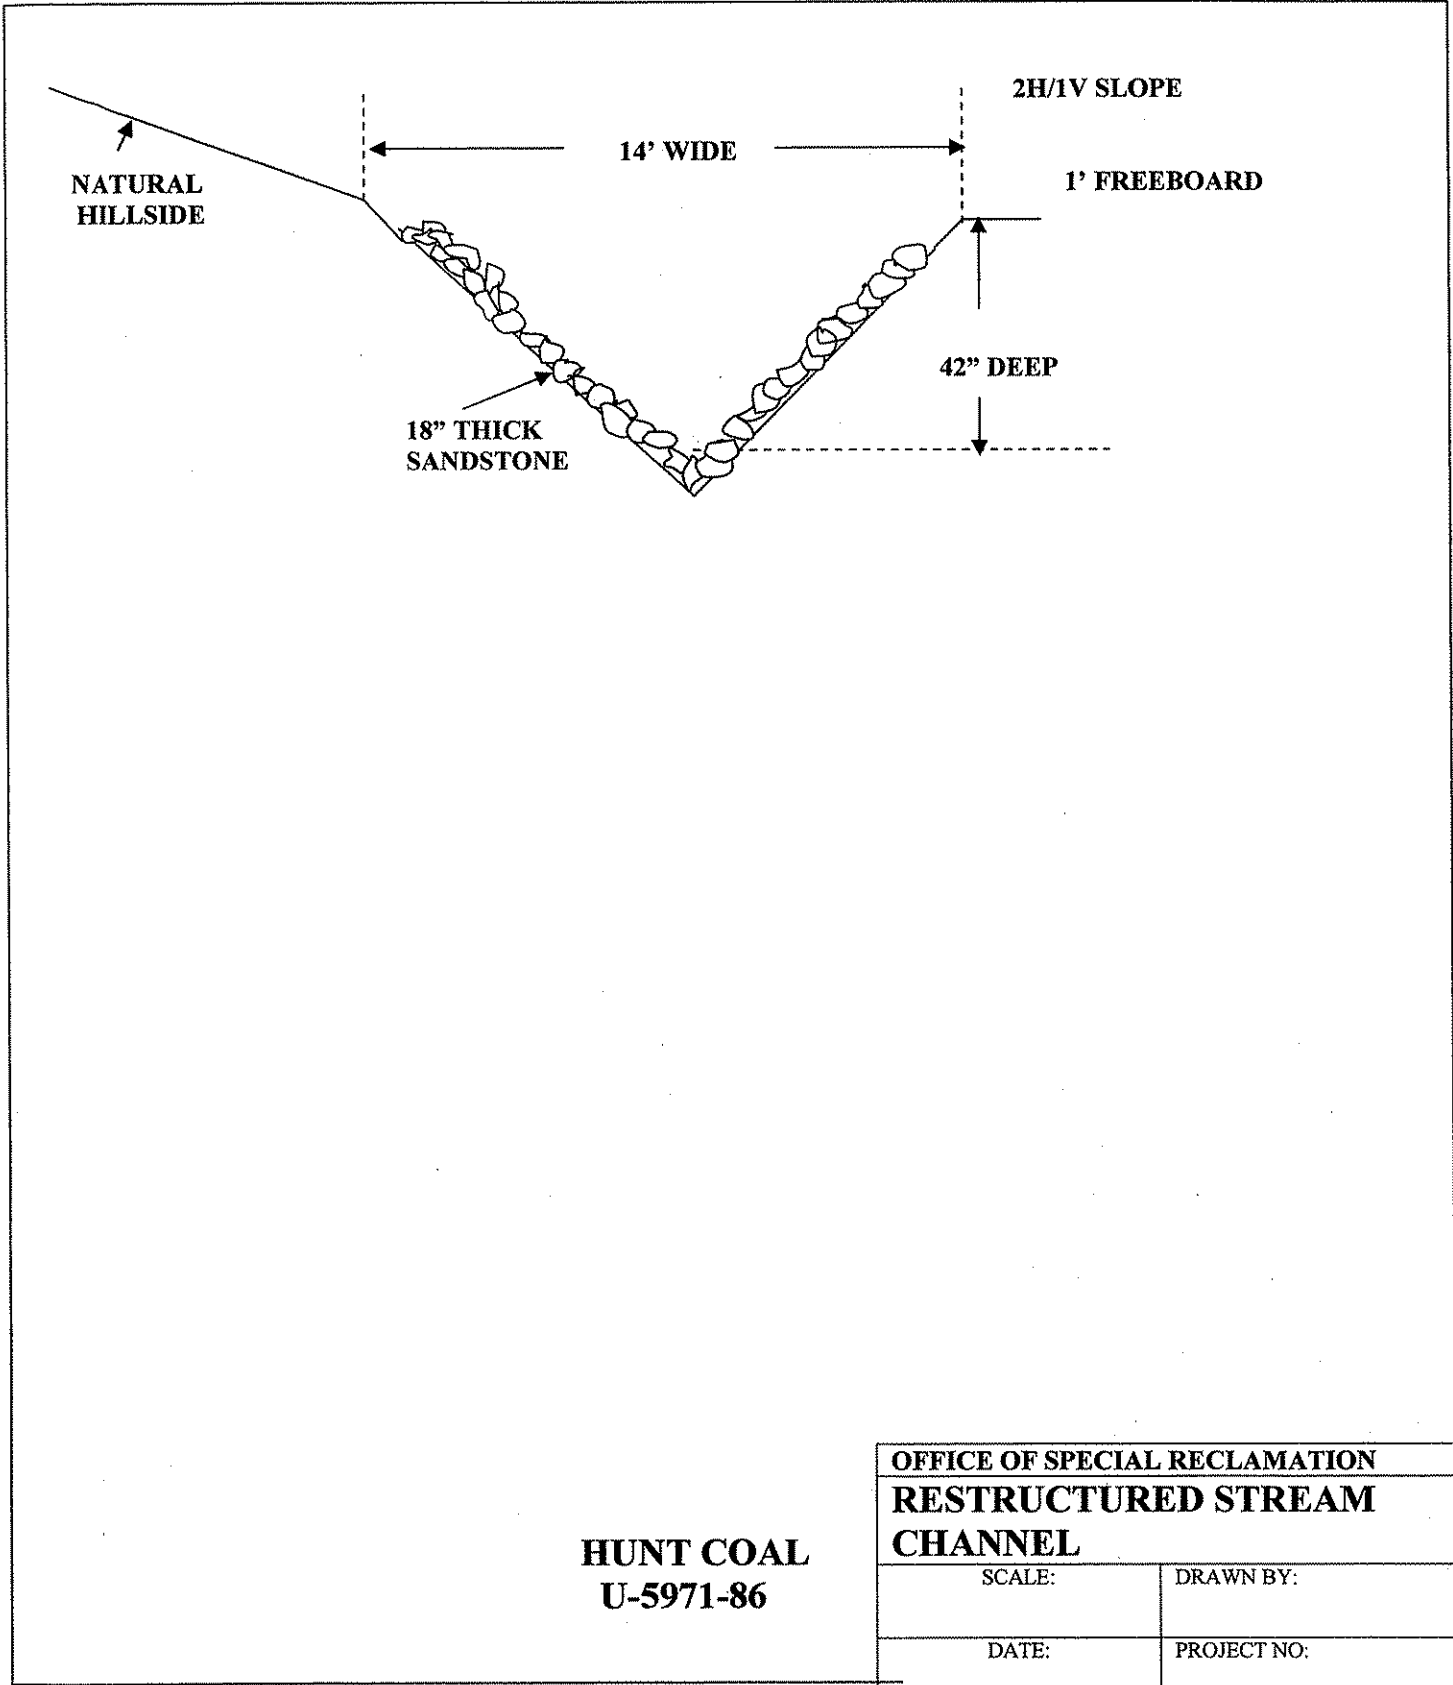 2H/1V SLOPE
14’ WIDE
NATURAL
HILLSIDE
1’ FREEBOARD
42” DEEP
18” THICK
SANDSTONE
HUNT COAL
U-5971-86
OFFICE OF SPECIAL RECLAMATION
RESTRUCTURED STREAM
CHANNEL
SCALE:
DRAWN BY:
DATE:
PROJECT NO: